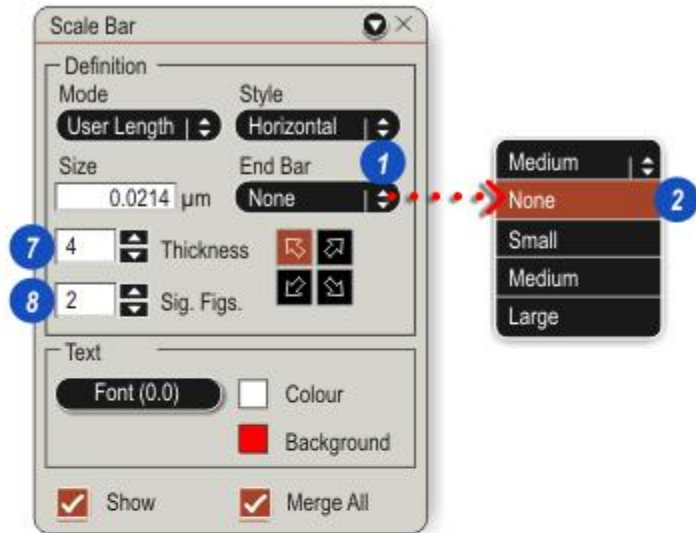 Scale Bar
Definition
Mode Style
User Length Horizontal
Size End Bar 1
0.0214 µm None
7 4 Thickness
8 2 Sig. Figs.
Text
Font (0.0) Colour
Background
Show Merge All
Medium
None 2
Small
Medium
Large